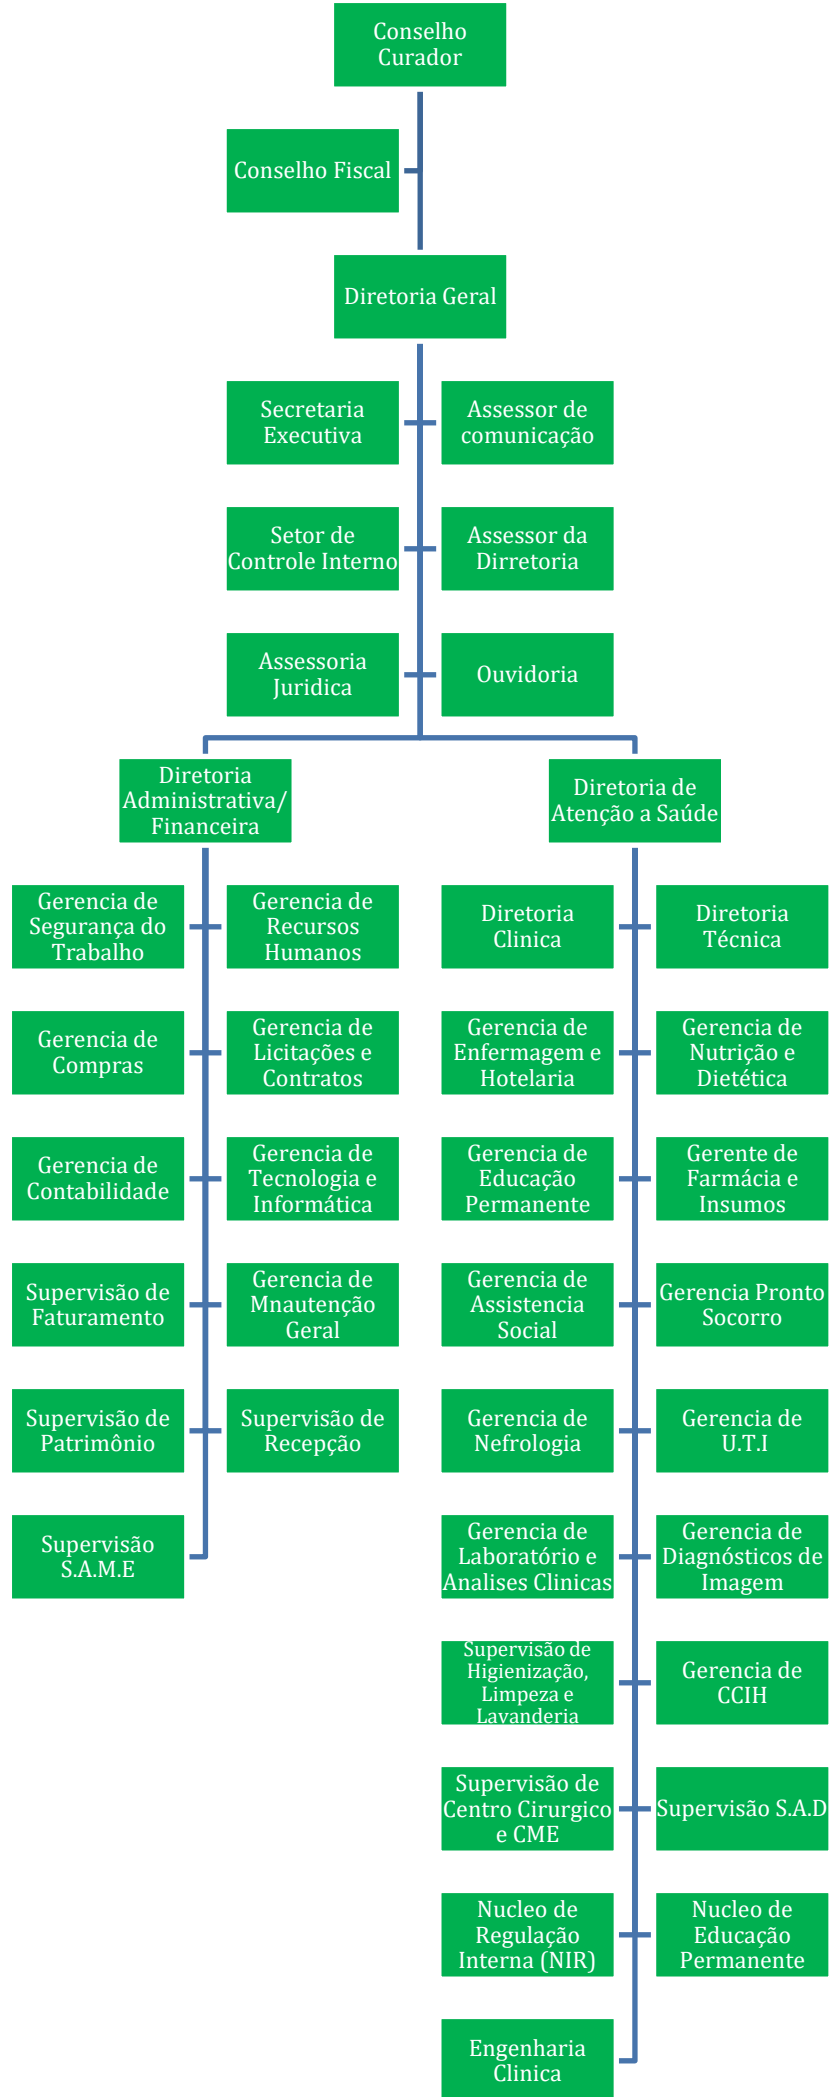 Conselho
Curador
Conselho Fiscal
Diretoria Geral
Secretaria
Executiva
Assessor de
comunicação
Setor de
Controle Interno
Assessor da
Dirretoria
Assessoria
Juridica
Ouvidoria
Diretoria
Administrativa/
Financeira
Diretoria de
Atenção a Saúde
Gerencia de
Segurança do
Trabalho
Gerencia de
Recursos
Humanos
Diretoria
Clinica
Diretoria
Técnica
Gerencia de
Compras
Gerencia de
Licitações e
Contratos
Gerencia de
Enfermagem e
Hotelaria
Gerencia de
Nutrição e
Dietética
Gerencia de
Contabilidade
Gerencia de
Tecnologia e
Informática
Gerencia de
Educação
Permanente
Gerente de
Farmácia e
Insumos
Supervisão de
Faturamento
Gerencia de
Mnautenção
Geral
Gerencia de
Assistencia
Social
Gerencia Pronto
Socorro
Supervisão de
Patrimônio
Supervisão de
Recepção
Gerencia de
Nefrologia
Gerencia de
U.T.I
Supervisão
S.A.M.E
Gerencia de
Laboratório e
Analises Clinicas
Gerencia de
Diagnósticos de
Imagem
Supervisão de
Higienização,
Limpeza e
Lavanderia
Gerencia de
CCIH
Supervisão de
Centro Cirurgico
e CME
Supervisão S.A.D
Nucleo de
Regulação
Interna (NIR)
Nucleo de
Educação
Permanente
Engenharia
Clinica